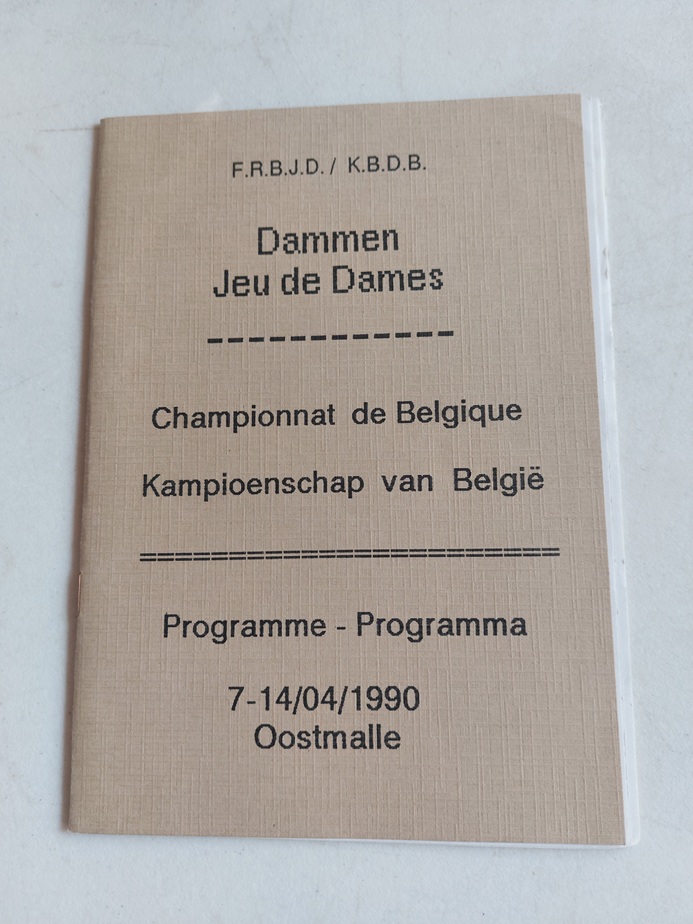 F.R.B.J.D. / K.B.D.B.
Dammen
Jeu de Dames
------------
Championnat de Belgique
Kampioenschap van België
========================
Programme - Programma
7-14/04/1990
Oostmalle